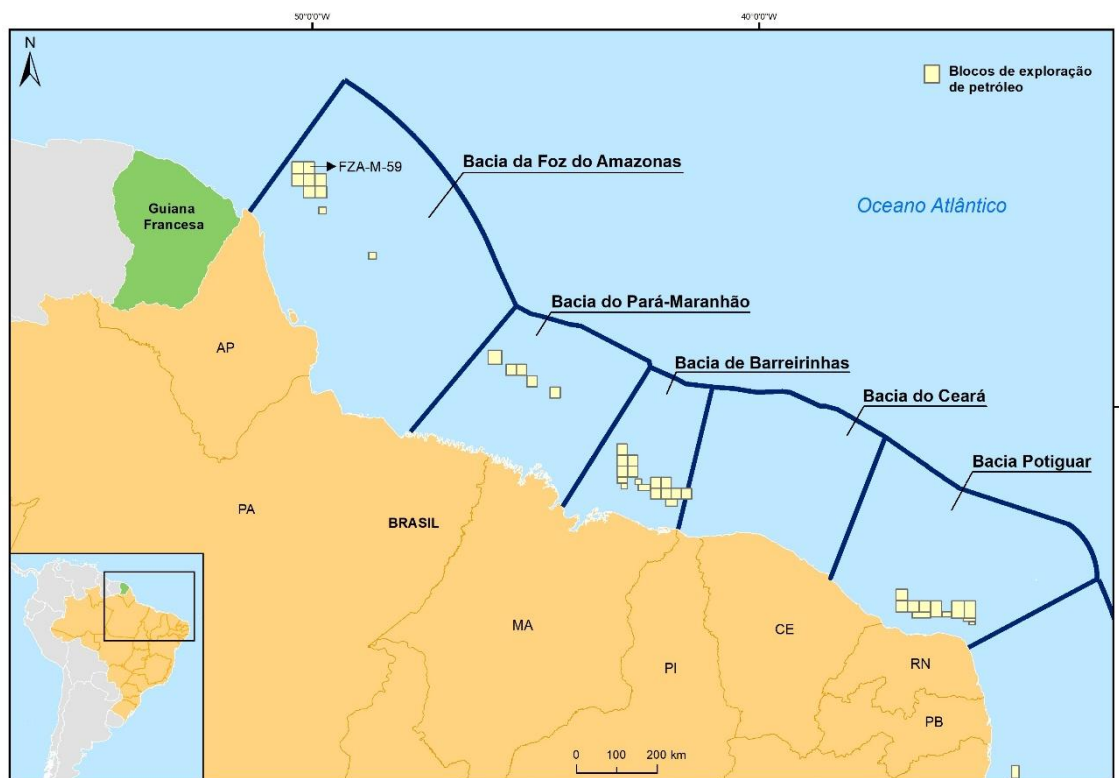 50°0'0"W
40°0'0"W
N
Blocos de exploração
de petróleo
FZA-M-59
Bacia da Foz do Amazonas
Guiana
Francesa
Oceano Atlântico
Bacia do Pará-Maranhão
AP
Bacia de Barreirinhas
Bacia do Ceará
Bacia Potiguar
PA
BRASIL
MA
CE
PI
RN
PB
0 100 200 km